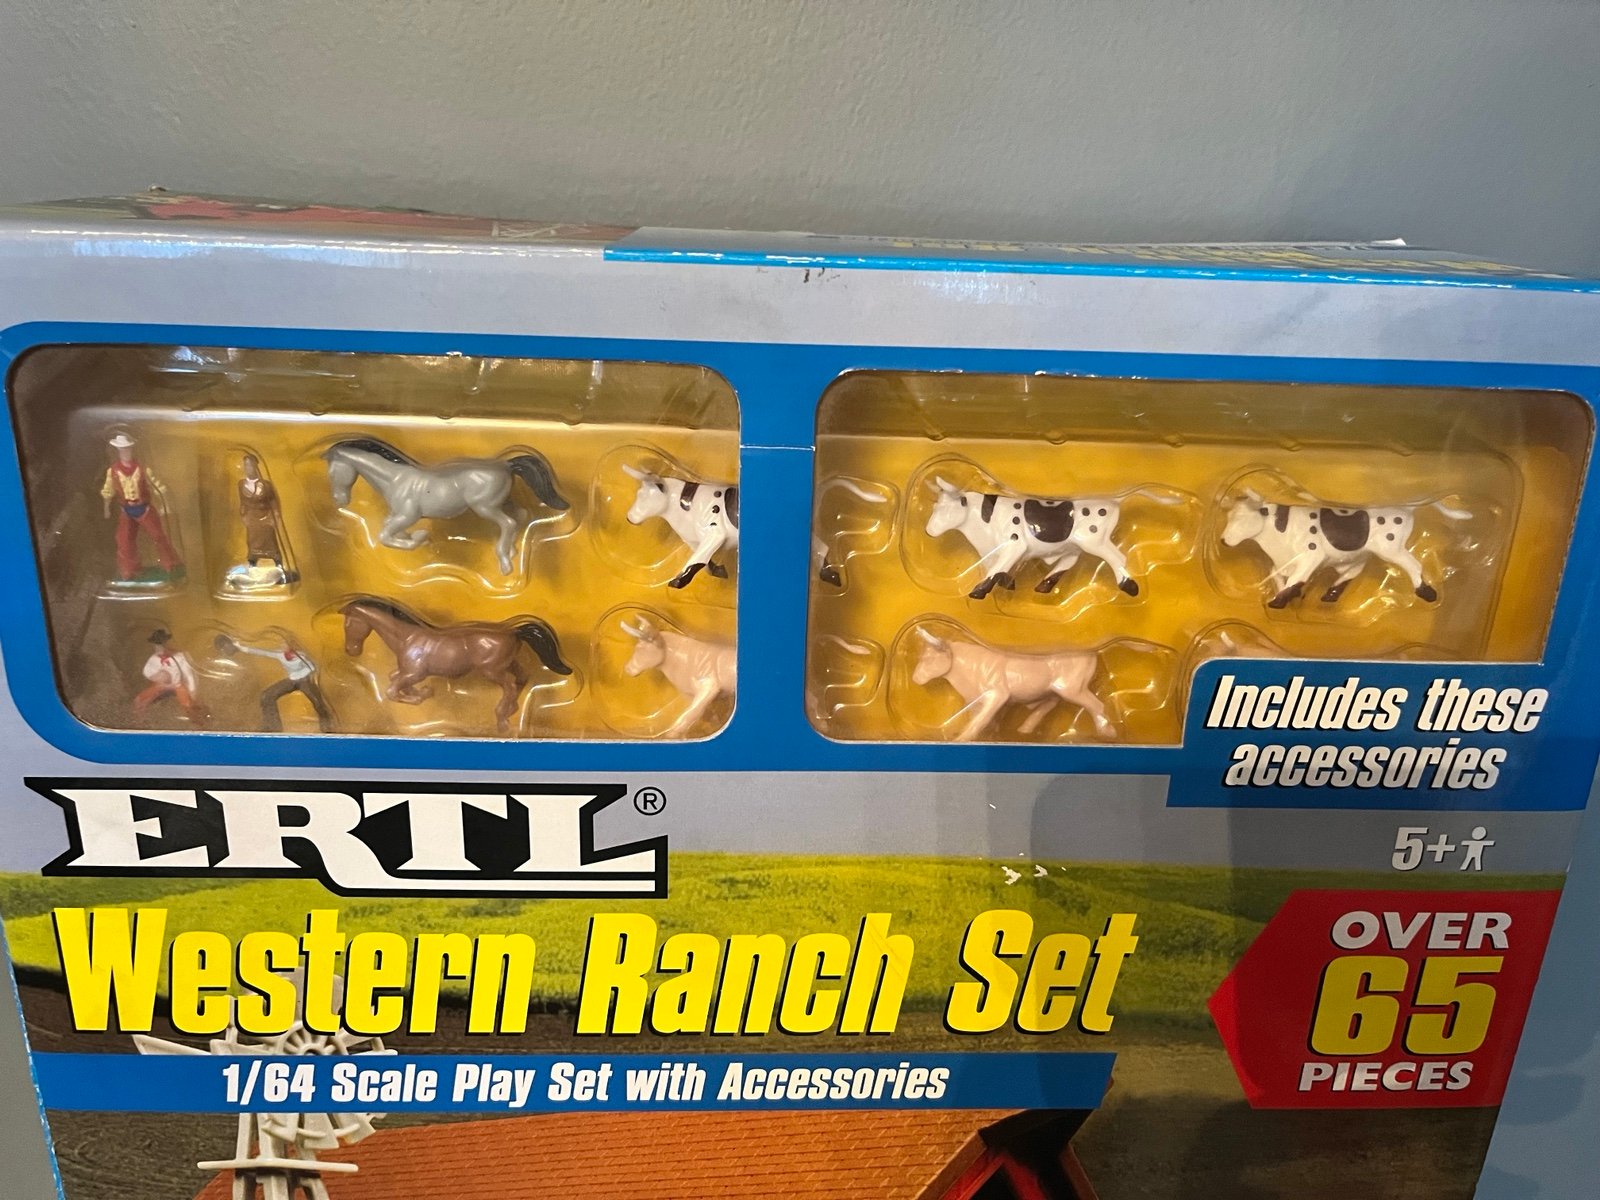 Includes these
accessories
ERTL®
5+
Western Ranch Set
OVER
65
PIECES
1/64 Scale Play Set with Accessories